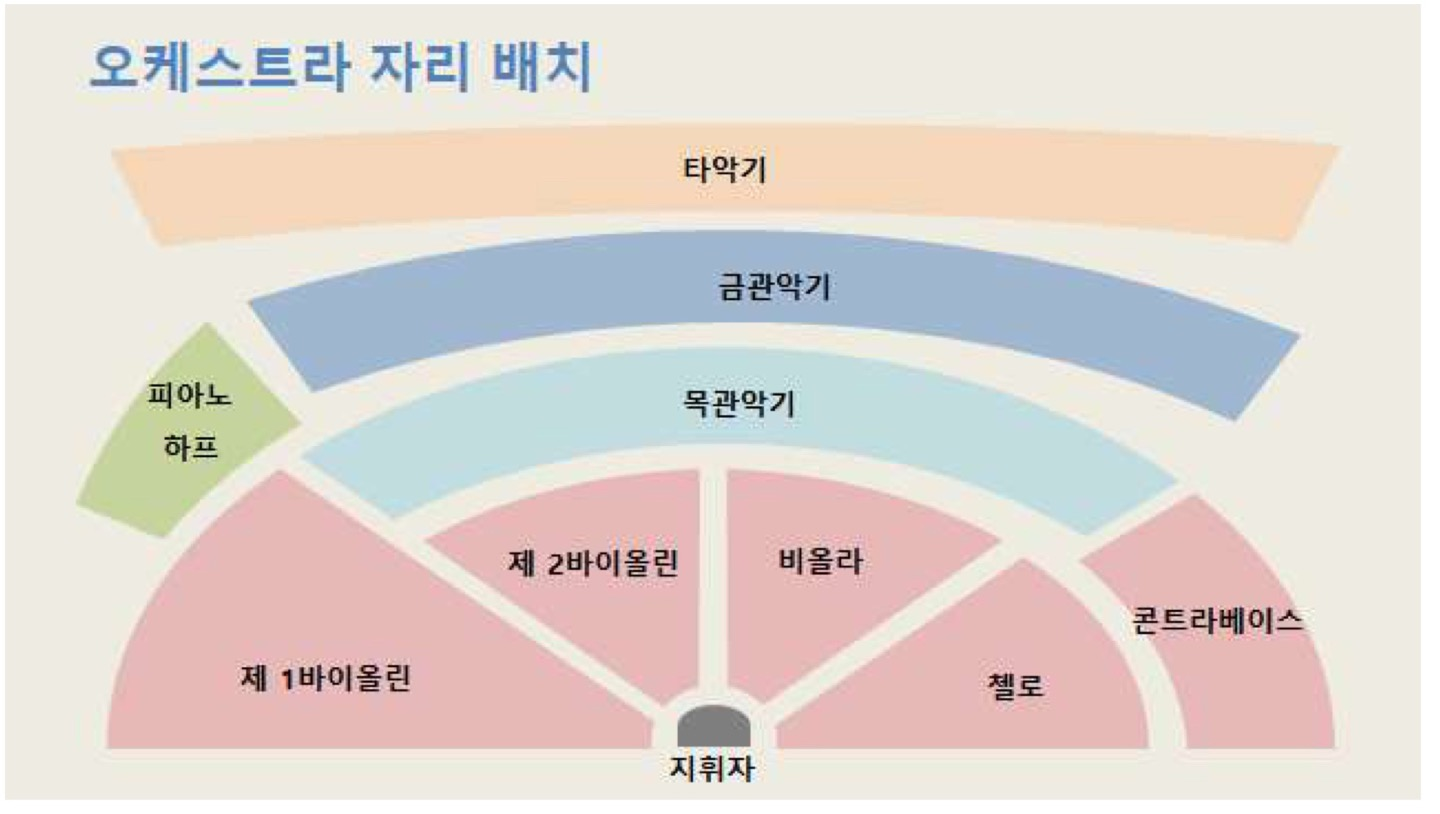 오케스트라 자리 배치
타악기
금관악기
피아노
하프
목관악기
제 2바이올린
비올라
콘트라베이스
제 1바이올린
첼로
지휘자